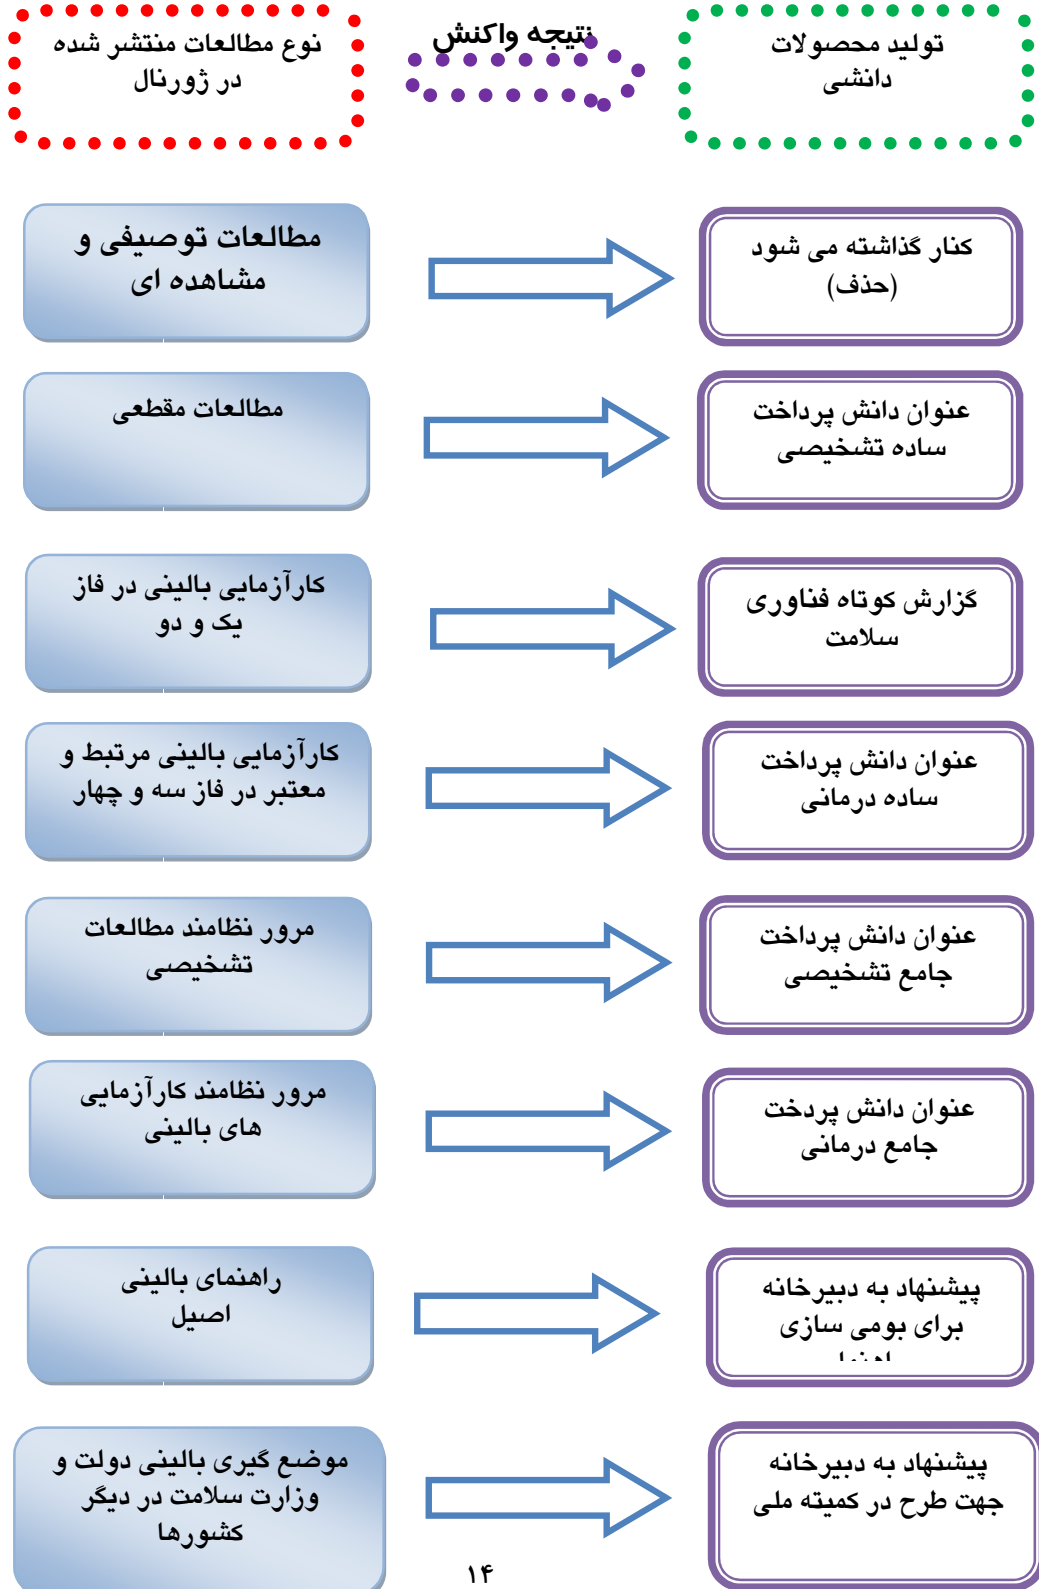 نوع مطالعات منتشر شده
در ژورنال
نتیجه واکنش
تولید محصولات
دانشی
مطالعات توصیفی و
مشاهده ای
کنار گذاشته می شود
(حذف)
مطالعات مقطعی
عنوان دانش پرداخت
ساده تشخیصی
کارآزمایی بالینی در فاز
یک و دو
گزارش کوتاه فناوری
سلامت
کارآزمایی بالینی مرتبط و
معتبر در فاز سه و چهار
عنوان دانش پرداخت
ساده درمانی
مرور نظامند مطالعات
تشخیصی
عنوان دانش پرداخت
جامع تشخیصی
مرور نظامند کارآزمایی
های بالینی
عنوان دانش پردخت
جامع درمانی
راهنمای بالینی
اصیل
پیشنهاد به دبیرخانه
برای بومی سازی
موضع گیری بالینی دولت و
وزارت سلامت در دیگر
کشورها
پیشنهاد به دبیرخانه
جهت طرح در کمیته ملی
۱۴